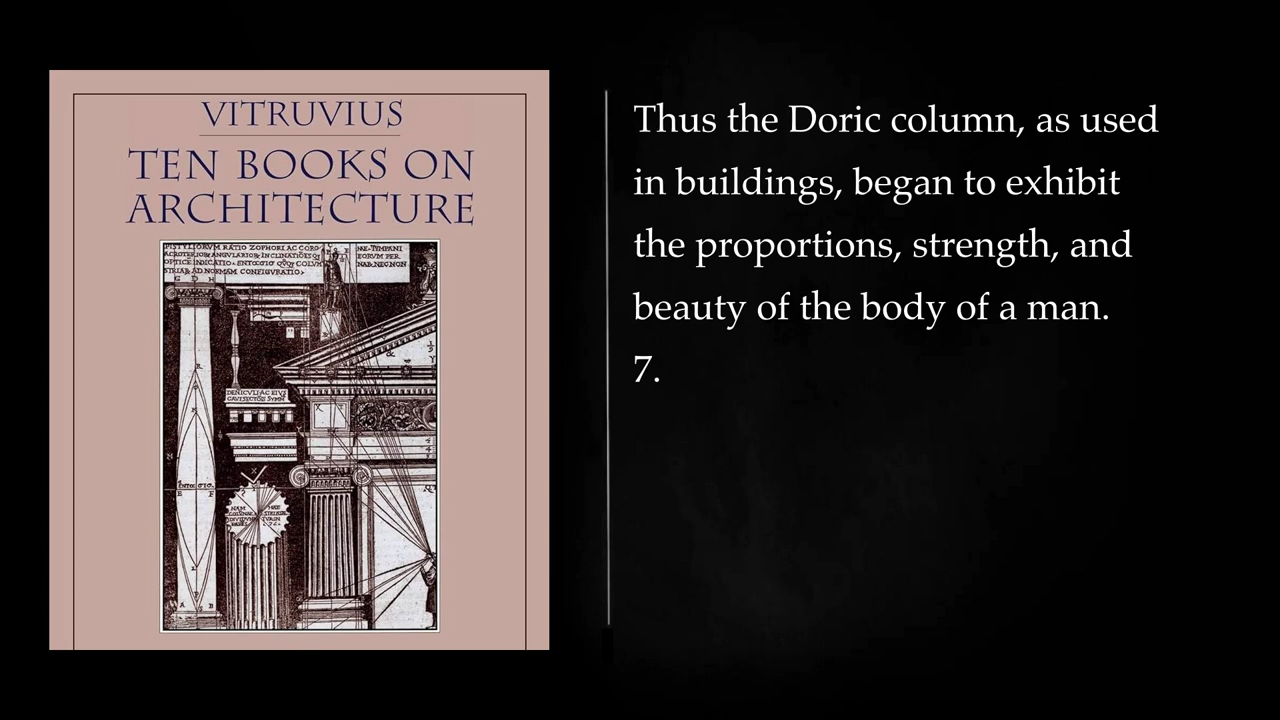 VITRUVIUS
TEN BOOKS ON
ARCHITECTURE
Thus the Doric column, as used
in buildings, began to exhibit
the proportions, strength, and
beauty of the body of a man.
7.